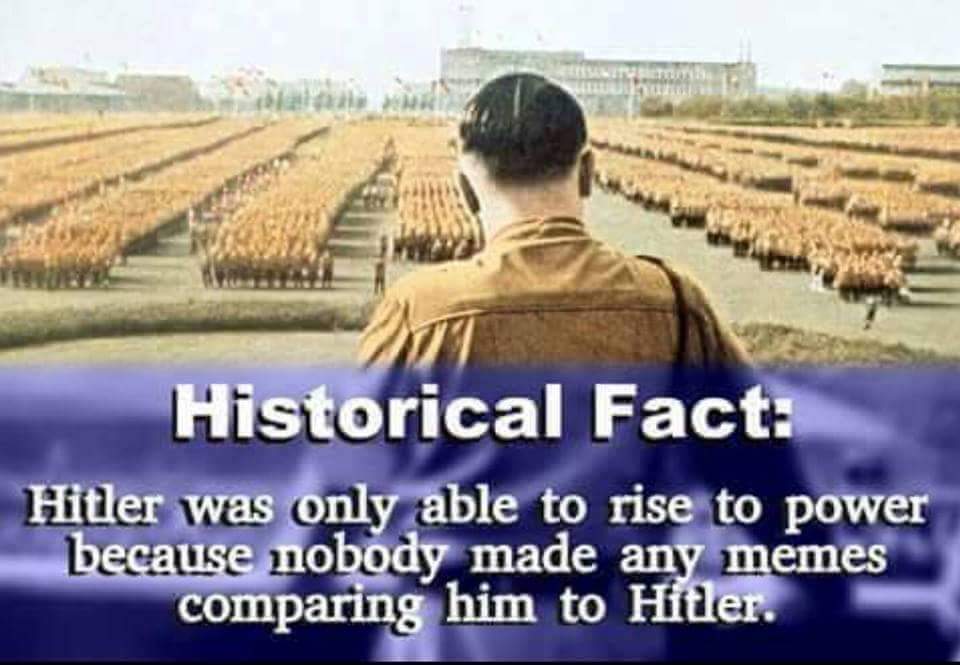 Historical Fact:
Hitler was only able to rise to power
because nobody made any memes
comparing him to Hitler.